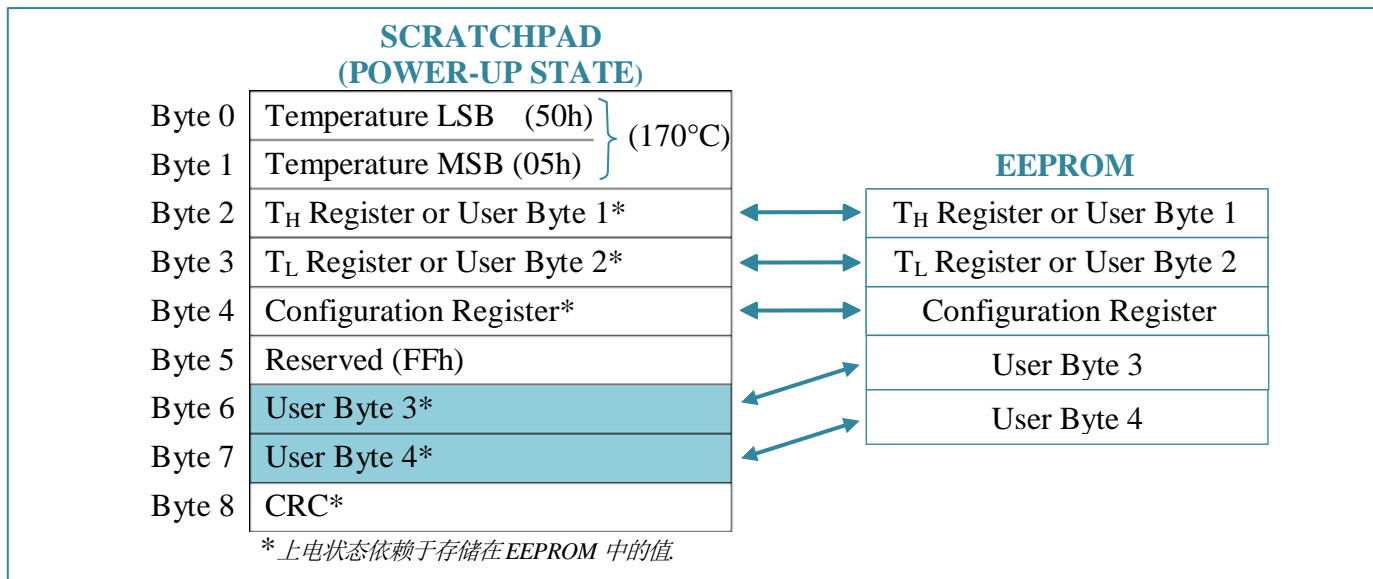 SCRATCHPAD
(POWER-UP STATE)
Byte 0 Temperature LSB (50h)
(170°C)
Byte 1 Temperature MSB (05h)
EEPROM
Byte 2 TH Register or User Byte 1* TH Register or User Byte 1
Byte 3 TL Register or User Byte 2* TL Register or User Byte 2
Byte 4 Configuration Register* Configuration Register
Byte 5 Reserved (FFh) User Byte 3
Byte 6 User Byte 3* User Byte 4
Byte 7 User Byte 4*
Byte 8 CRC*
*上电状态依赖于存储在EEPROM 中的值.